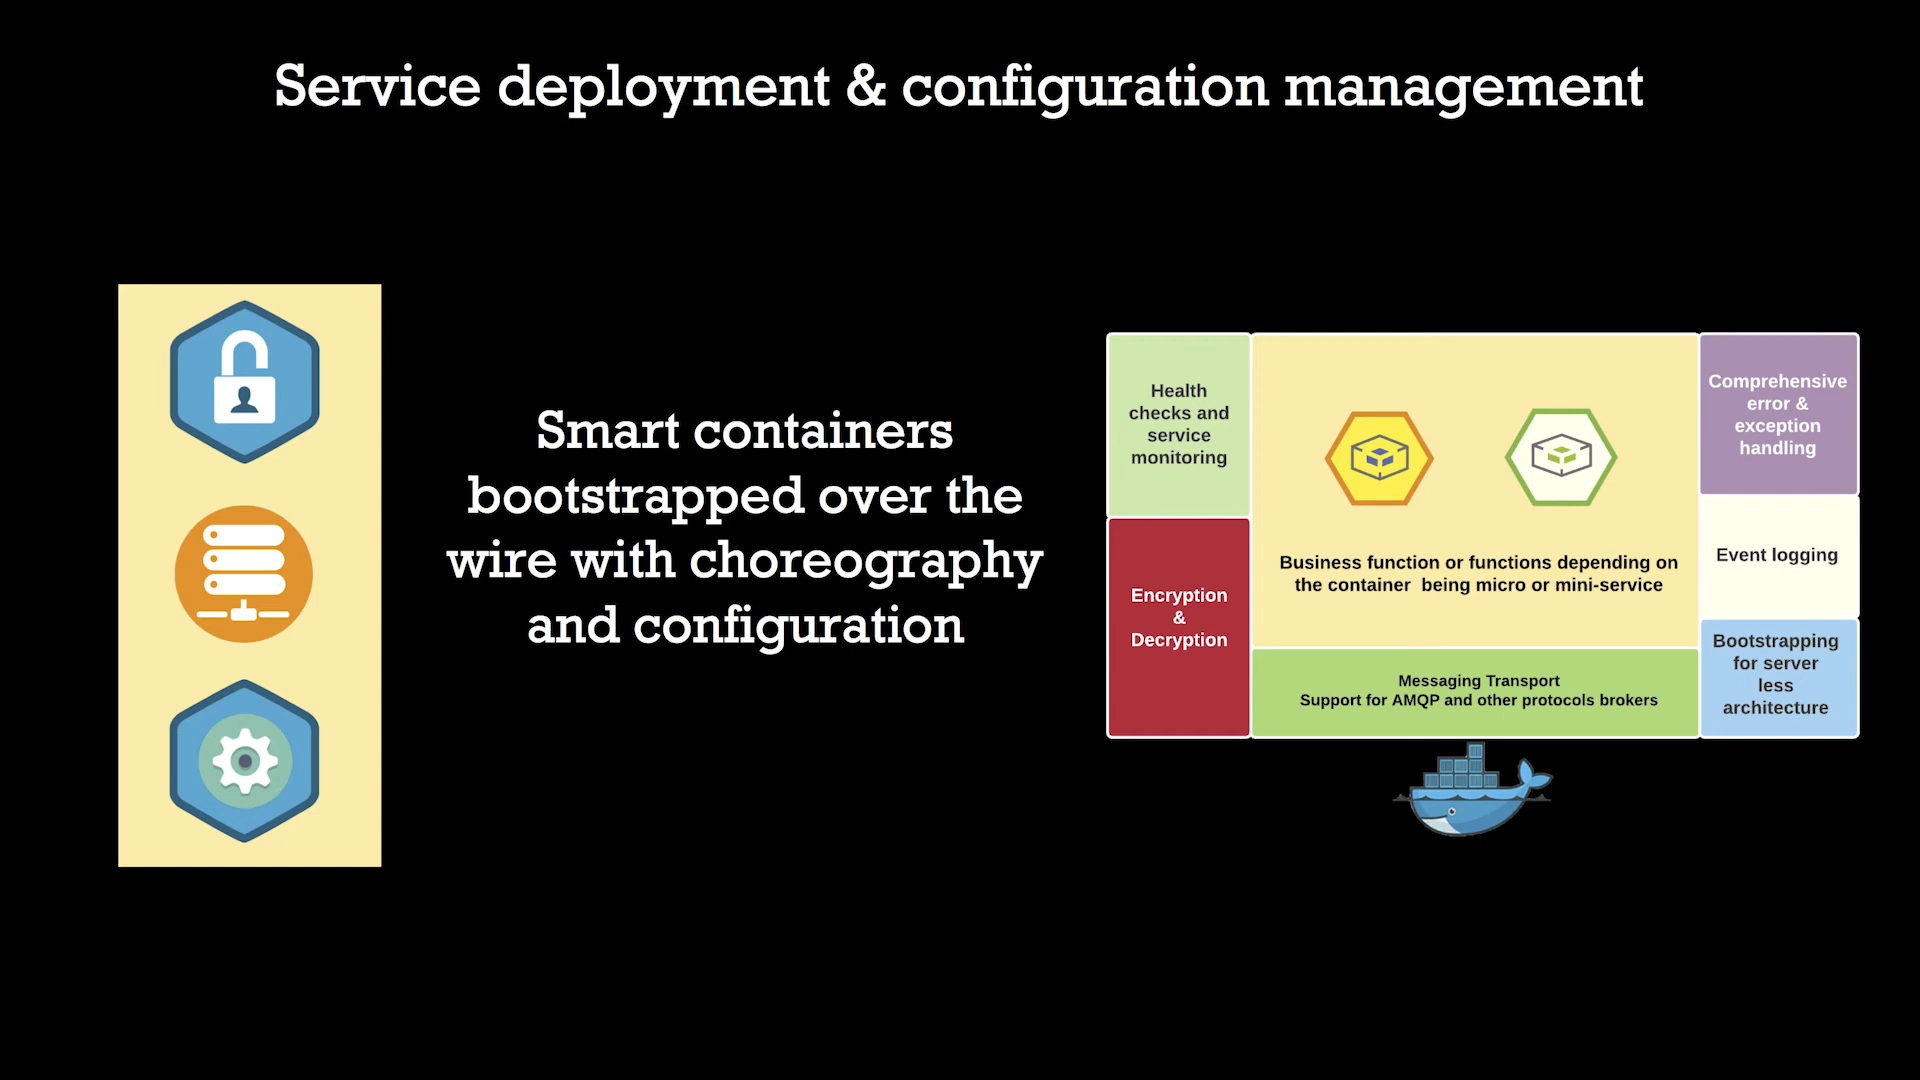 Service deployment & configuration management
Smart containers
bootstrapped over the
wire with choreography
and configuration
Health
checks and
service
monitoring
Encryption
&
Decryption
Business function or functions depending on
the container being micro or mini-service
Messaging Transport
Support for AMQP and other protocols brokers
Comprehensive
error &
exception
handling
Event logging
Bootstrapping
for server
less
architecture